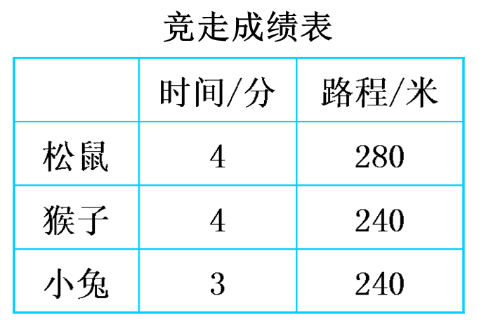 竞走成绩表
时间/分 路程/米
松鼠 4 280
猴子 4 240
小兔 3 240